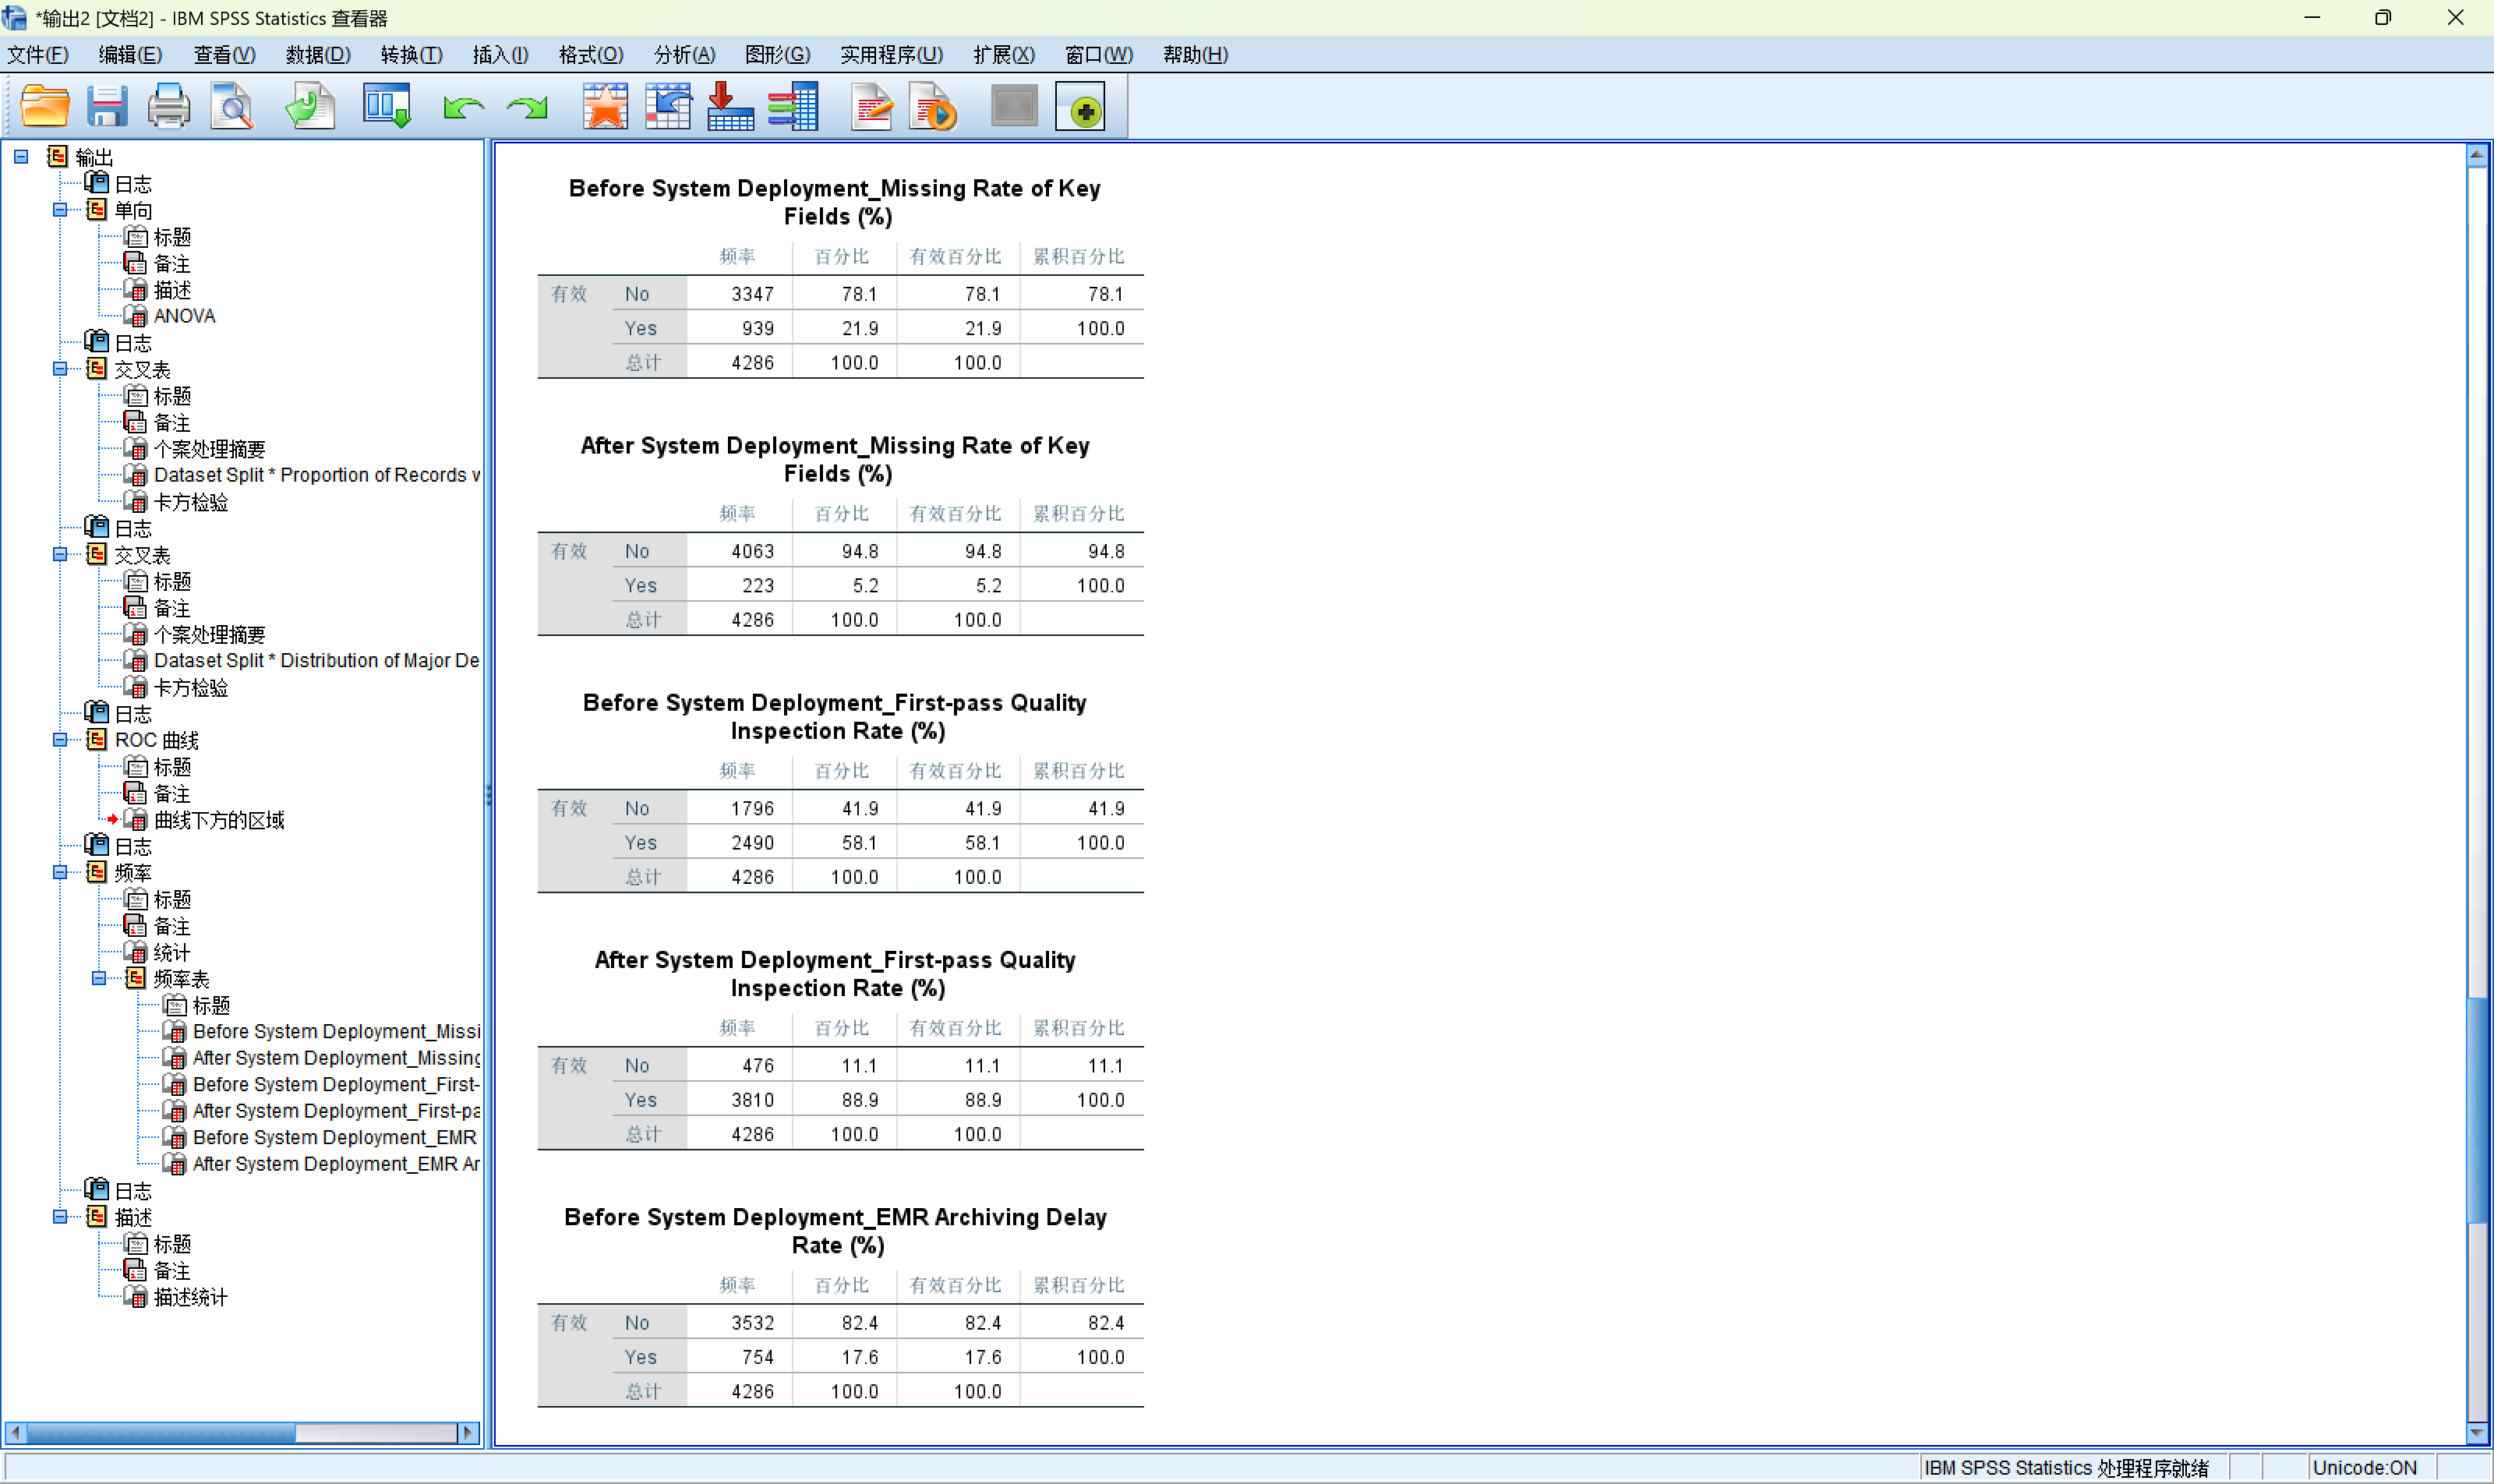 *输出2 [文档2] - IBM SPSS Statistics 查看器
文件(F) 编辑(E) 查看(V) 数据(D) 转换(T) 插入(I) 格式(O) 分析(A) 图形(G) 实用程序(U) 扩展(X) 窗口(W) 帮助(H)
输出
日志
单向
标题
备注
描述
ANOVA
日志
交叉表
标题
备注
个案处理摘要
Dataset Split * Proportion of Records w
卡方检验
日志
交叉表
标题
备注
个案处理摘要
Dataset Split * Distribution of Major De
卡方检验
日志
ROC 曲线
标题
备注
曲线下方的区域
日志
频率
标题
备注
统计
频率表
标题
Before System Deployment_Missi
After System Deployment_Missing
Before System Deployment_First-
After System Deployment_First-pa
Before System Deployment_EMR
After System Deployment_EMR Ar
日志
描述
标题
备注
描述统计
Before System Deployment_Missing Rate of Key
Fields (%)
频率 百分比 有效百分比 累积百分比
有效 No 3347 78.1 78.1 78.1
Yes 939 21.9 21.9 100.0
总计 4286 100.0 100.0
After System Deployment_Missing Rate of Key
Fields (%)
频率 百分比 有效百分比 累积百分比
有效 No 4063 94.8 94.8 94.8
Yes 223 5.2 5.2 100.0
总计 4286 100.0 100.0
Before System Deployment_First-pass Quality
Inspection Rate (%)
频率 百分比 有效百分比 累积百分比
有效 No 1796 41.9 41.9 41.9
Yes 2490 58.1 58.1 100.0
总计 4286 100.0 100.0
After System Deployment_First-pass Quality
Inspection Rate (%)
频率 百分比 有效百分比 累积百分比
有效 No 476 11.1 11.1 11.1
Yes 3810 88.9 88.9 100.0
总计 4286 100.0 100.0
Before System Deployment_EMR Archiving Delay
Rate (%)
频率 百分比 有效百分比 累积百分比
有效 No 3532 82.4 82.4 82.4
Yes 754 17.6 17.6 100.0
总计 4286 100.0 100.0
IBM SPSS Statistics 处理程序就绪 Unicode:ON